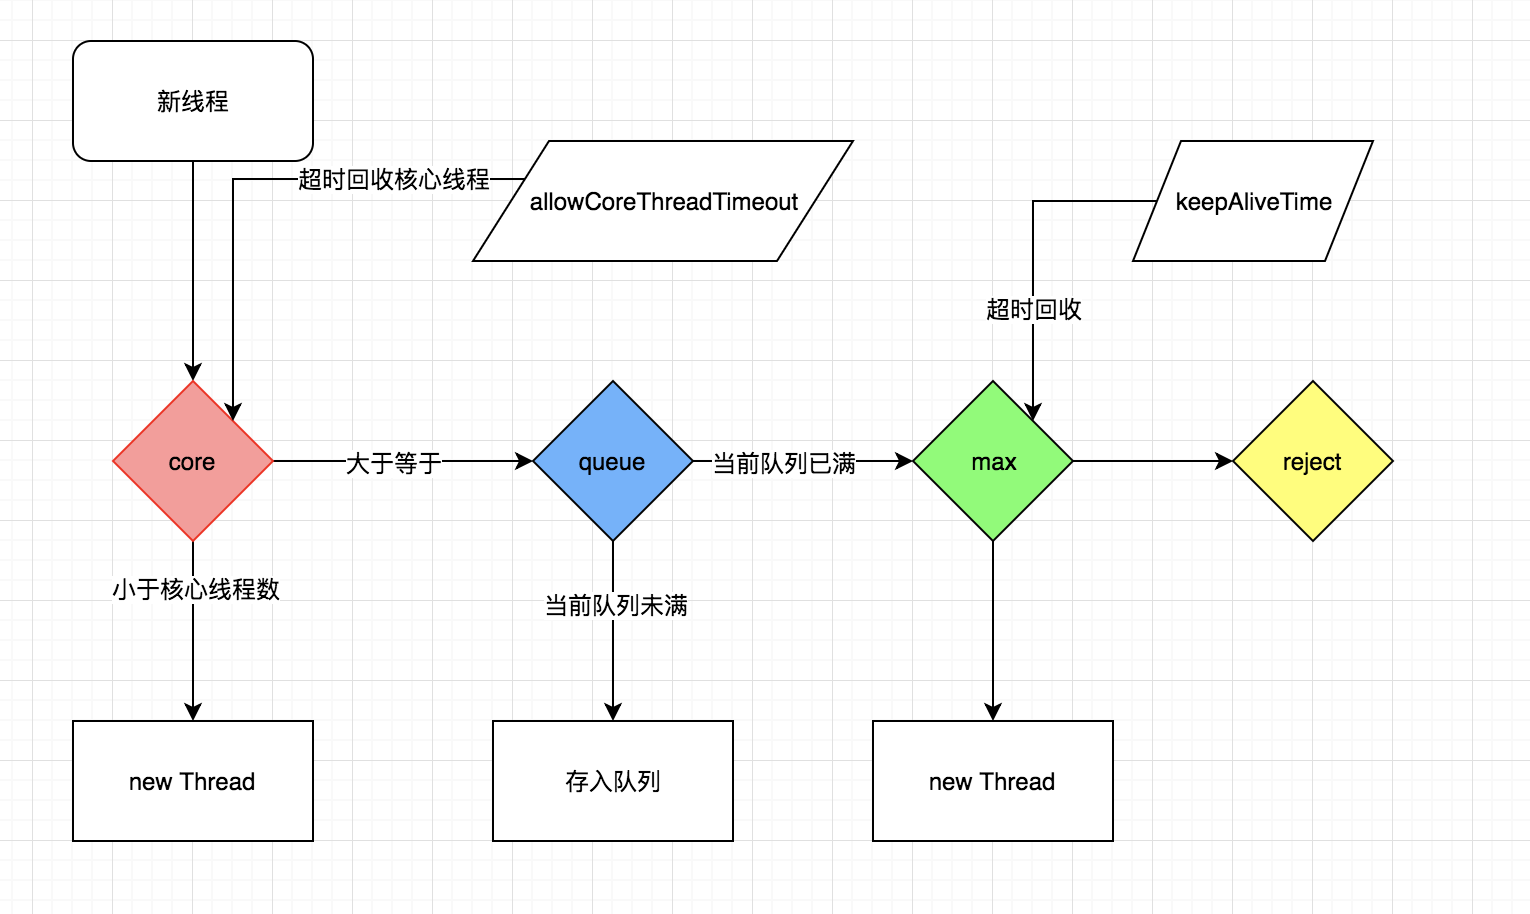 新线程
超时回收核心线程
allowCoreThreadTimeout
keepAliveTime
超时回收
core
大于等于
queue
当前队列已满
max
reject
小于核心线程数
当前队列未满
new Thread
存入队列
new Thread